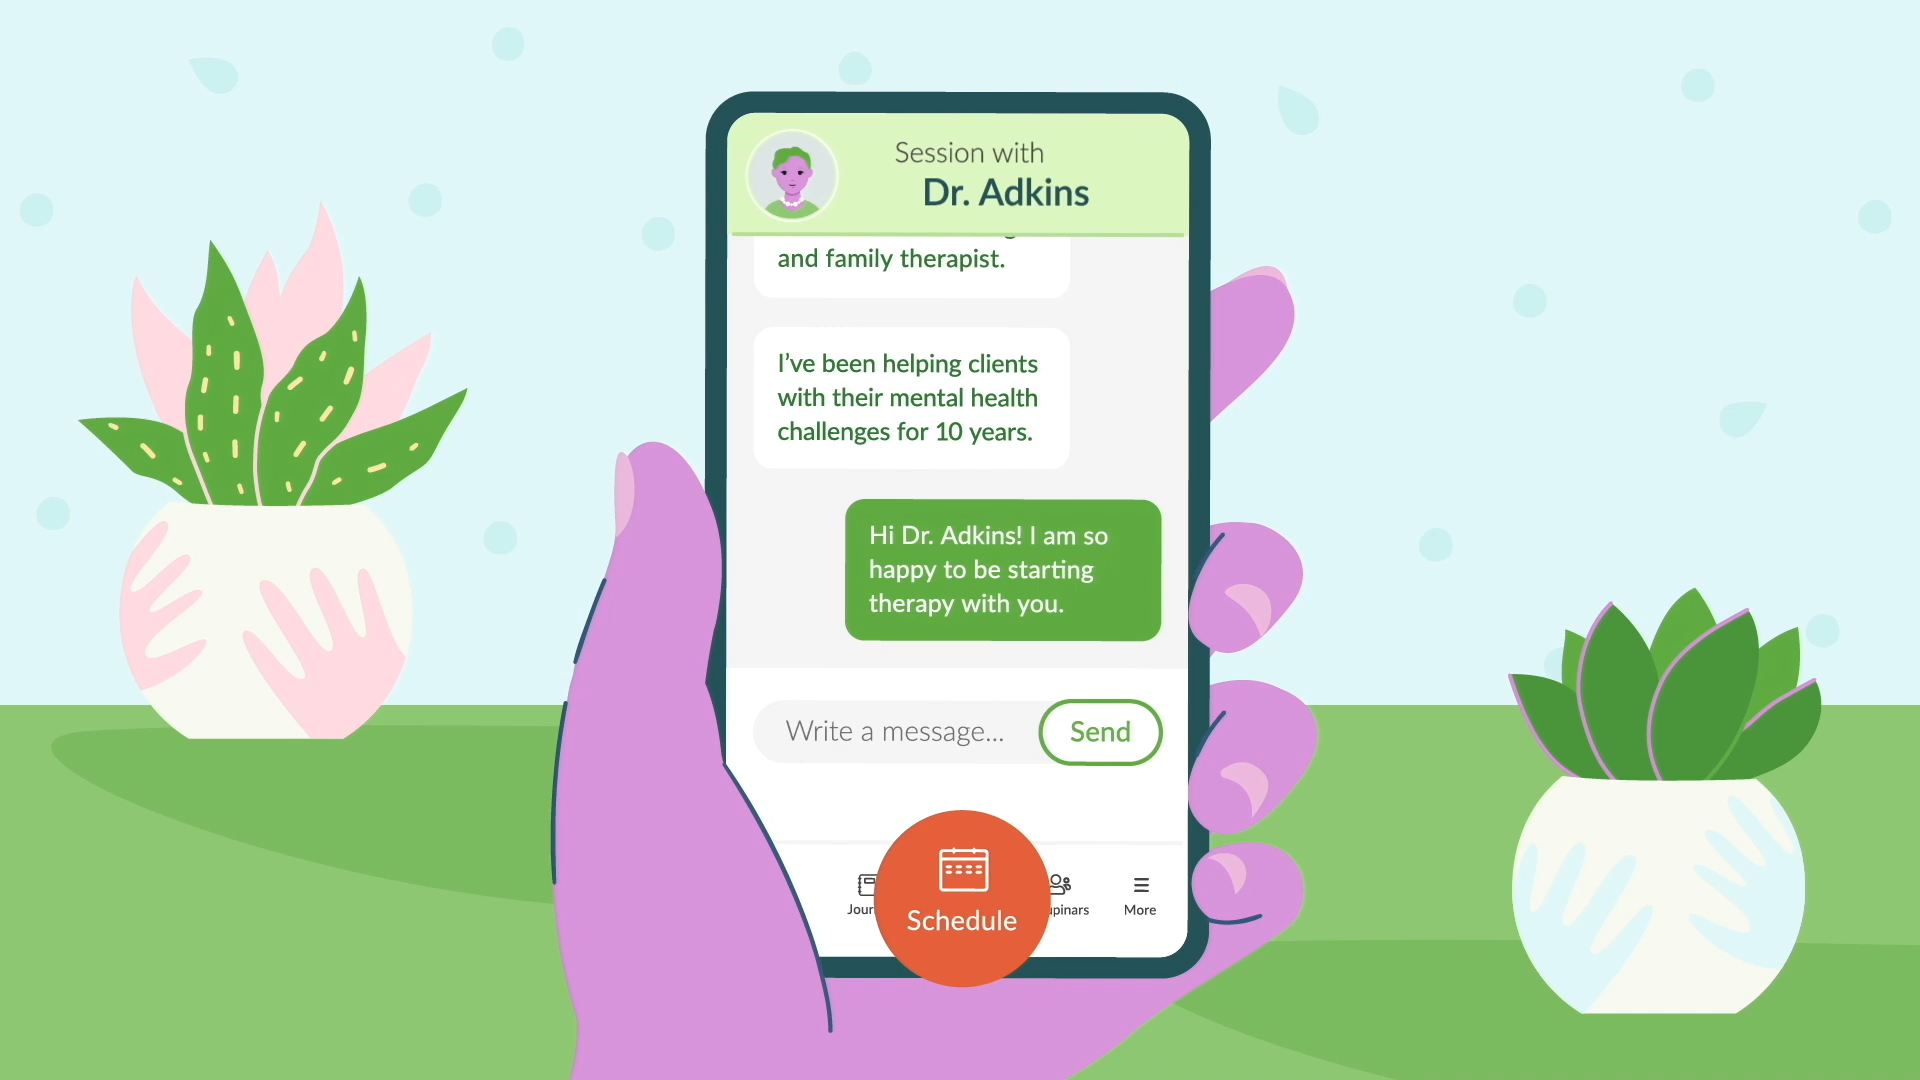 Session with
Dr. Adkins
and family therapist.
I've been helping clients
with their mental health
challenges for 10 years.
Hi Dr. Adkins! I am so
happy to be starting
therapy with you.
Write a message...
Send
Schedule
More